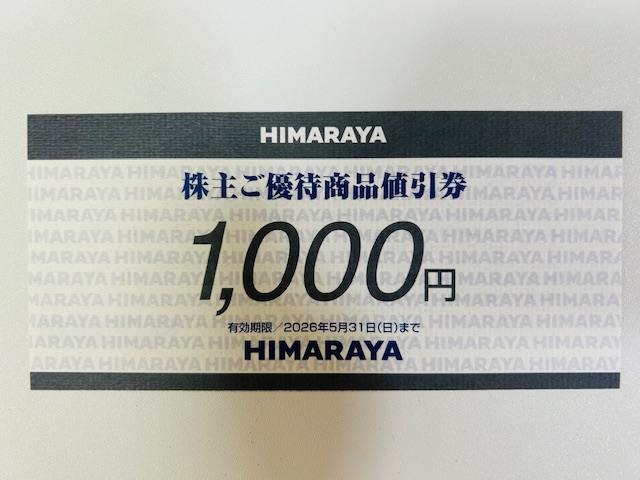 HIMARAYA
株主ご優待商品値引券
1,000円
有効期限／2026年5月31日(日)まで
HIMARAYA